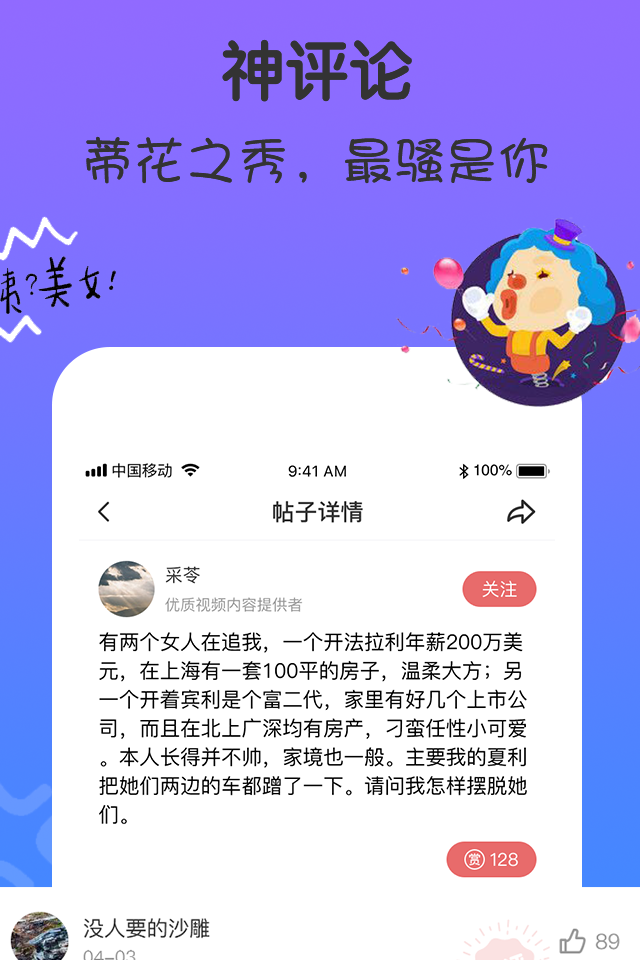 神评论
蒂花之秀，最骚是你
咦?美女!
中国移动 9:41 AM 100%
帖子详情
采苓
优质视频内容提供者
关注
有两个女人在追我，一个开法拉利年薪200万美
元，在上海有一套100平的房子，温柔大方；另
一个开着宾利是个富二代，家里有好几个上市公
司，而且在北上广深均有房产，刁蛮任性小可爱
。本人长得并不帅，家境也一般。主要我的夏利
把她们两边的车都蹭了一下。请问我怎样摆脱她
们。
赏 128
没人要的沙雕
04-03
89